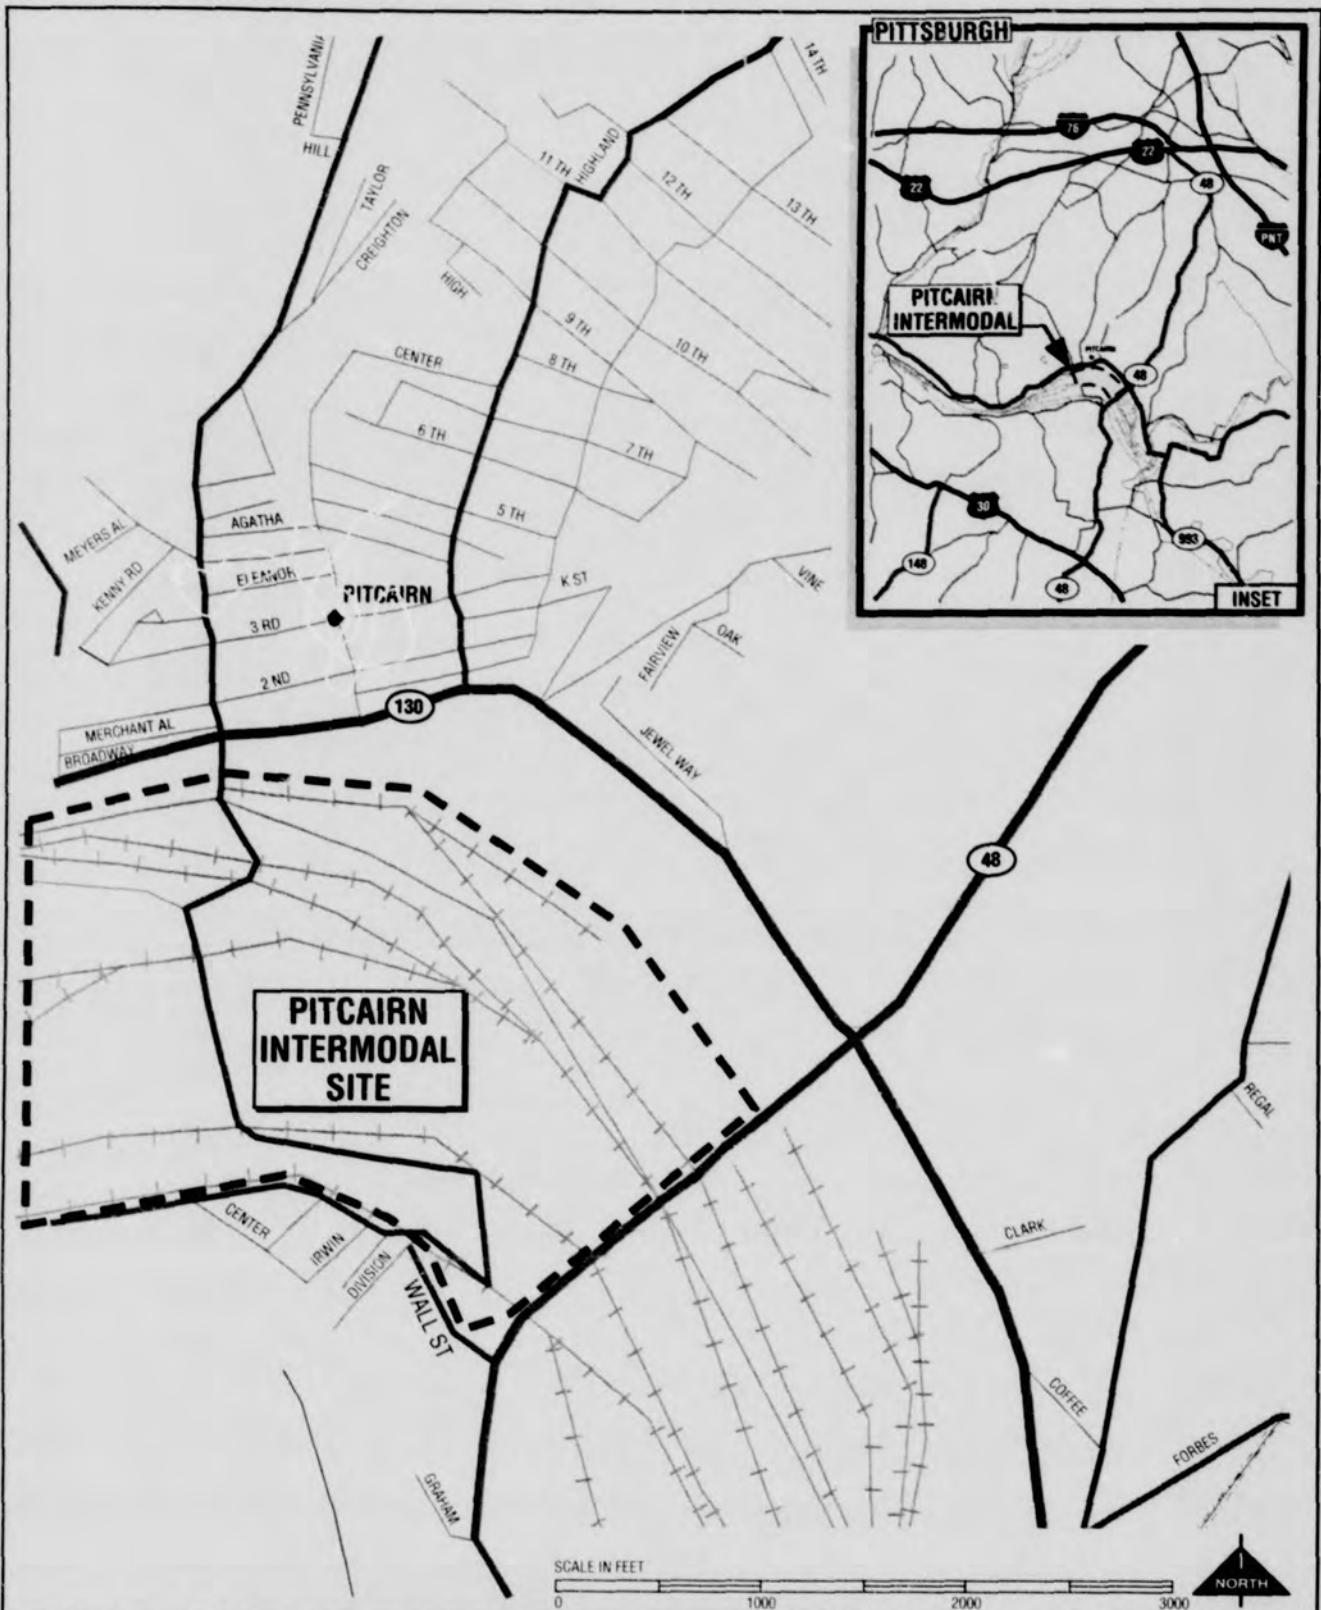 PITTSBURGH
76
22
22
48
PNT
PITCAIRN
INTERMODAL
PITCAIRN
48
30
148
993
48
INSET
PENNSYLVANIA
HILL
TAYLOR
CREIGHTON
14 TH
HIGHLAND
11 TH
12 TH
13 TH
HIGH
9 TH
8 TH
10 TH
CENTER
6 TH
7 TH
5 TH
MEYERS AL
AGATHA
KENNY RD
ELEANOR
PITCAIRN
K ST
VINE
3 RD
FAIRVIEW
OAK
2 ND
130
MERCHANT AL
BROADWAY
JEWEL WAY
48
PITCAIRN
INTERMODAL
SITE
REGAL
CENTER
IRWIN
DIVISION
WALL ST
CLARK
COFFEE
FORBES
GRAHAM
SCALE IN FEET
0 1000 2000 3000
NORTH